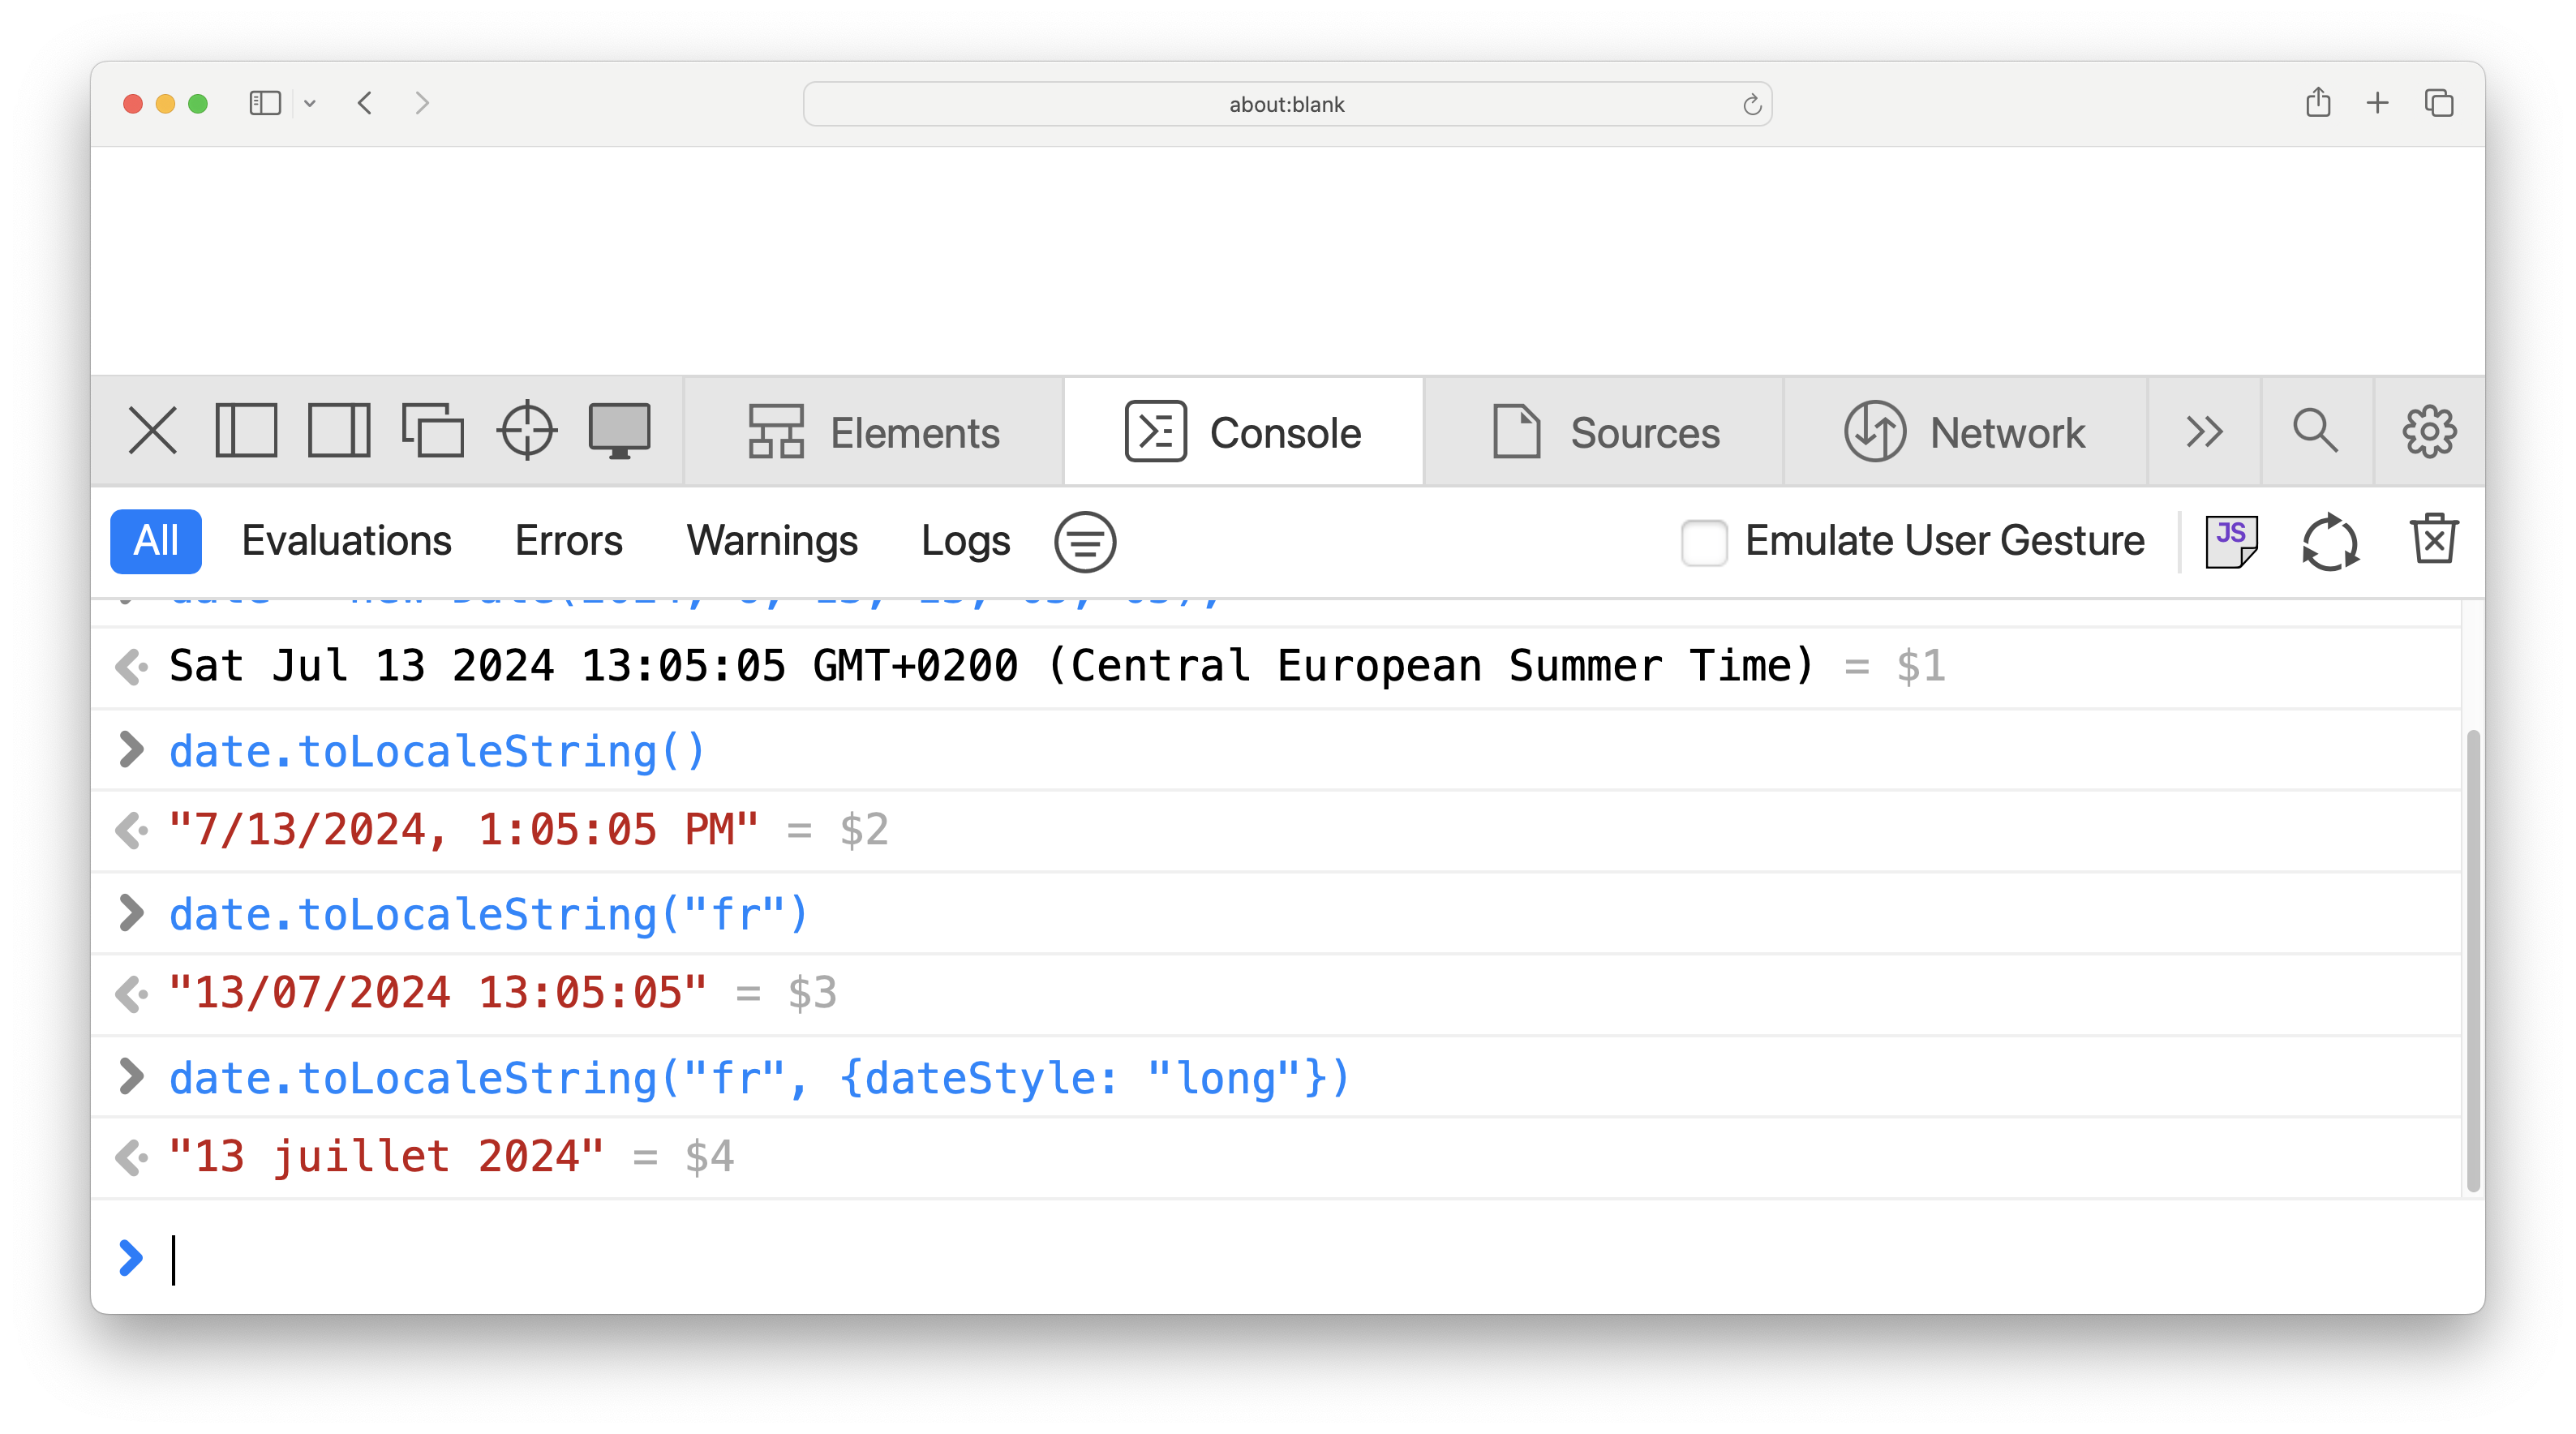 about:blank
Elements Console Sources Network
All Evaluations Errors Warnings Logs Emulate User Gesture JS
Sat Jul 13 2024 13:05:05 GMT+0200 (Central European Summer Time) = $1
date.toLocaleString()
"7/13/2024, 1:05:05 PM" = $2
date.toLocaleString("fr")
"13/07/2024 13:05:05" = $3
date.toLocaleString("fr", {dateStyle: "long"})
"13 juillet 2024" = $4